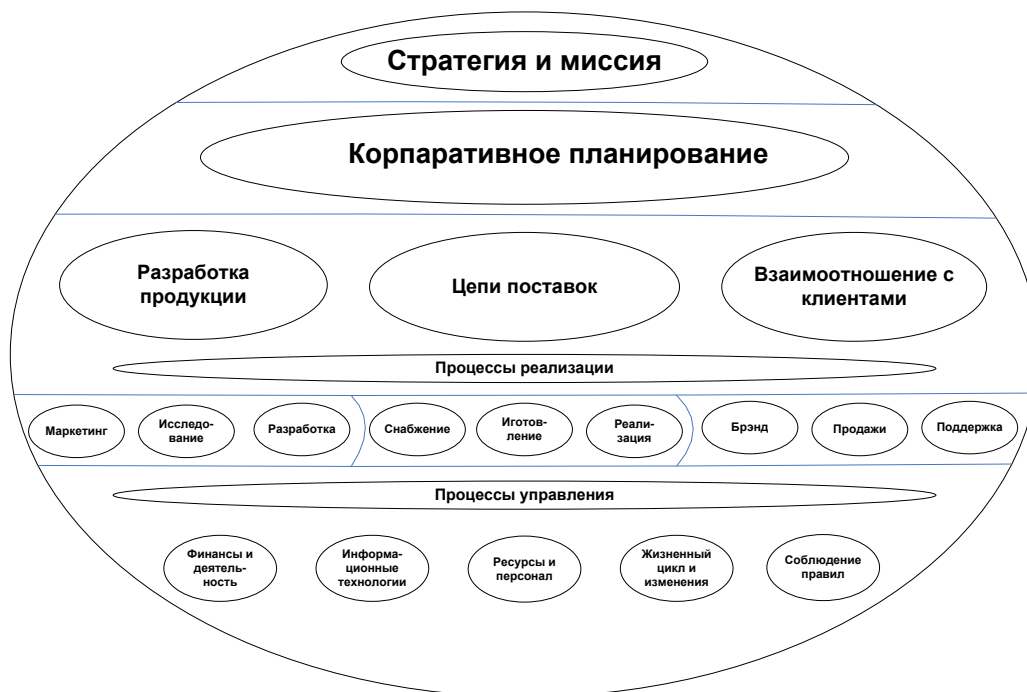 Стратегия и миссия
Корпаративное планирование
Разработка
продукции
Цепи поставок
Взаимоотношение с
клиентами
Процессы реализации
Маркетинг
Исследо-
вание
Разработка
Снабжение
Иготов-
ление
Реали-
зация
Брэнд
Продажи
Поддержка
Процессы управления
Финансы и
деятель-
ность
Информа-
ционные
технологии
Ресурсы и
персонал
Жизненный
цикл и
изменения
Соблюдение
правил